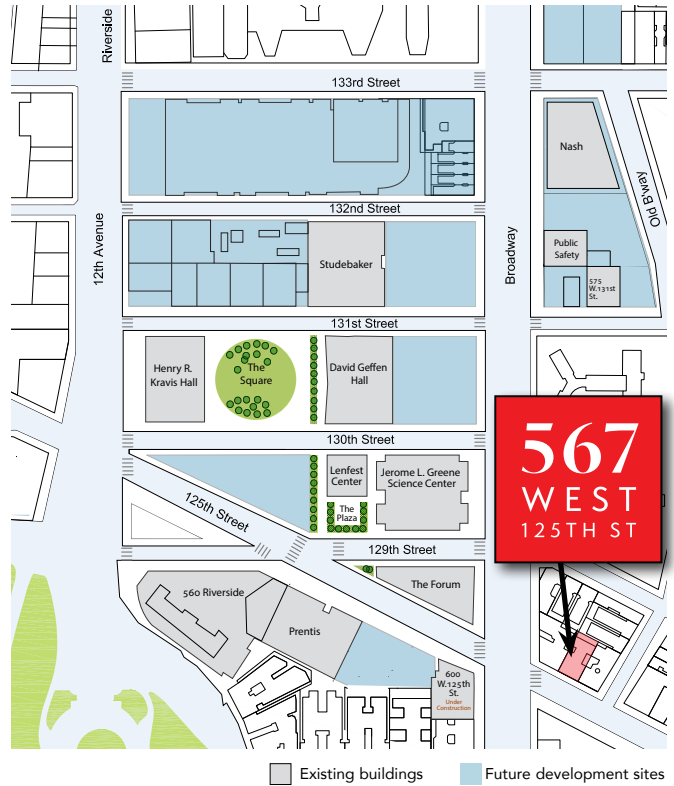 Riverside
133rd Street
Nash
Old B'way
132nd Street
12th Avenue
Broadway
Studebaker
Public
Safety
575
W.131st
St.
131st Street
Henry R.
Kravis Hall
The
Square
David Geffen
Hall
130th Street
567
WEST
125TH ST
Lenfest
Center
Jerome L. Greene
Science Center
125th Street
The
Plaza
129th Street
The Forum
560 Riverside
Prentis
600
W.125th
St.
Under
Construction
Existing buildings
Future development sites